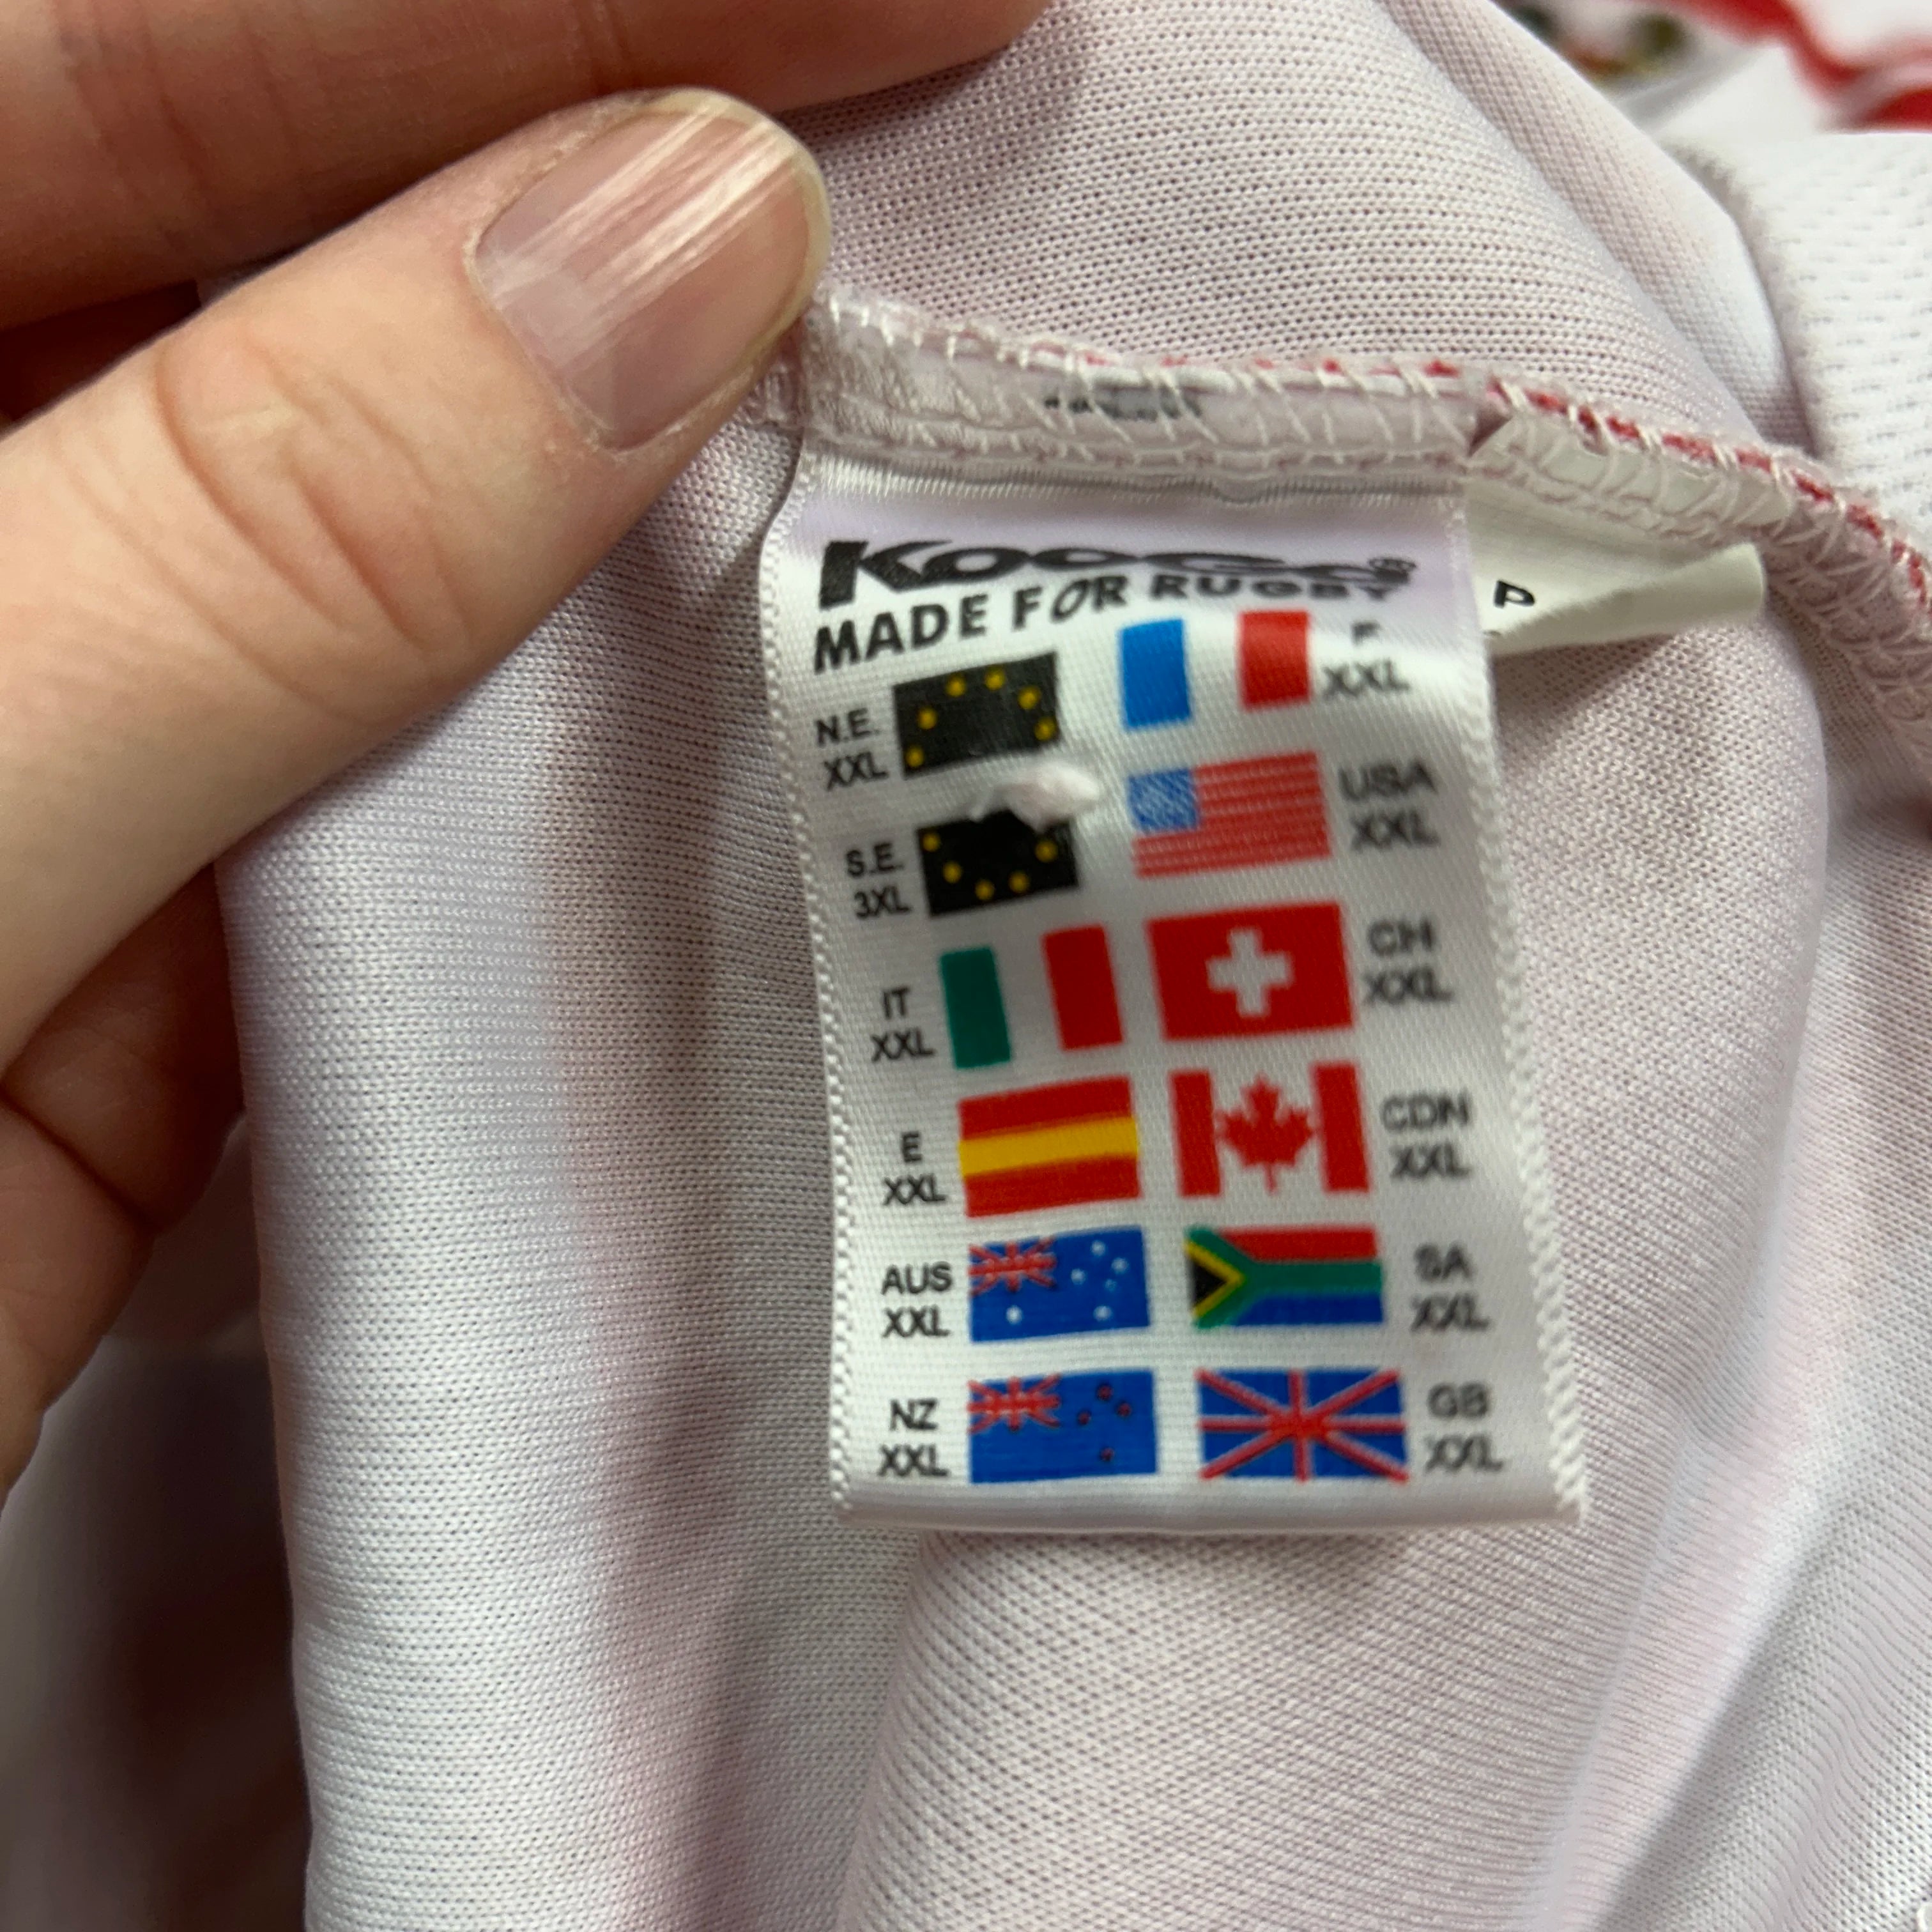 KooGa®
MADE FOR RUGBY
N.E.
XXL
F
XXL
S.E.
3XL
USA
XXL
IT
XXL
CH
XXL
E
XXL
CDN
XXL
AUS
XXL
SA
XXL
NZ
XXL
GB
XXL
P